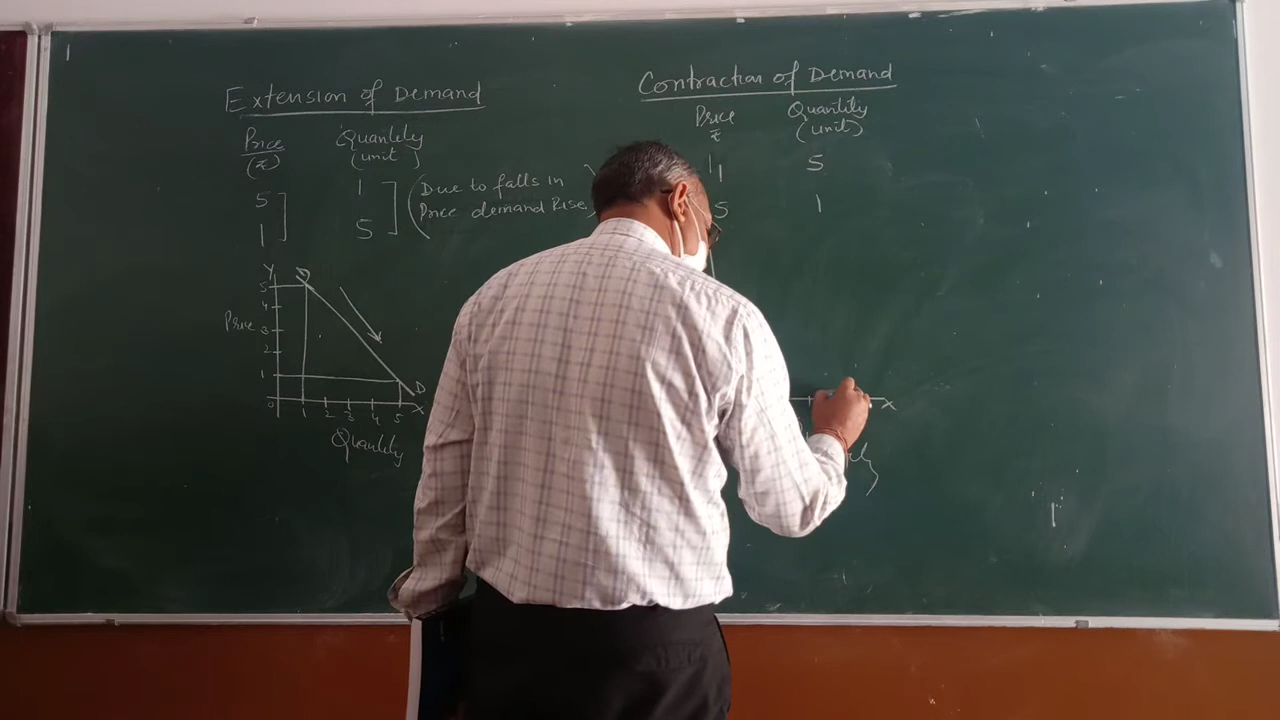 Extension of Demand
Price Quantity
(₹) (unit)
5 1
1 5
(Due to falls in
Price demand Rise
Y
5
4
Price 3
2
1
0 1 2 3 4 5 X
D
D
Quantity
Contraction of Demand
Price Quantity
₹ (unit)
1 5
5 1
X